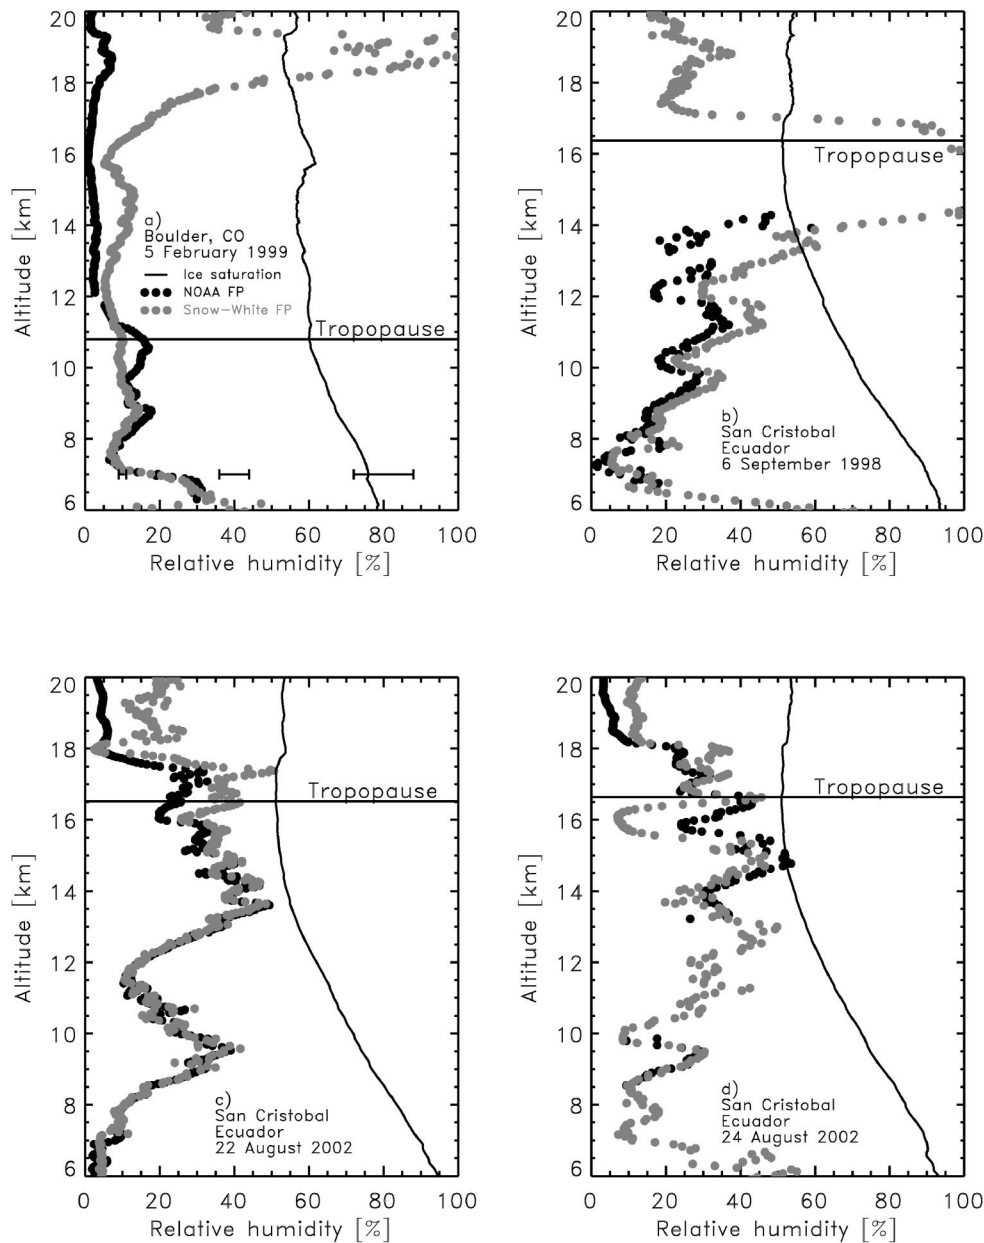 20
18
16
14
12
10
8
6
Altitude [km]
a)
Boulder, CO
5 February 1999
Ice saturation
NOAA FP
Snow-White FP
Tropopause
0 20 40 60 80 100
Relative humidity [%]
20
18
16
14
12
10
8
6
Altitude [km]
Tropopause
b)
San Cristobal
Ecuador
6 September 1998
0 20 40 60 80 100
Relative humidity [%]
20
18
16
14
12
10
8
6
Altitude [km]
Tropopause
c)
San Cristobal
Ecuador
22 August 2002
0 20 40 60 80 100
Relative humidity [%]
20
18
16
14
12
10
8
6
Altitude [km]
Tropopause
d)
San Cristobal
Ecuador
24 August 2002
0 20 40 60 80 100
Relative humidity [%]